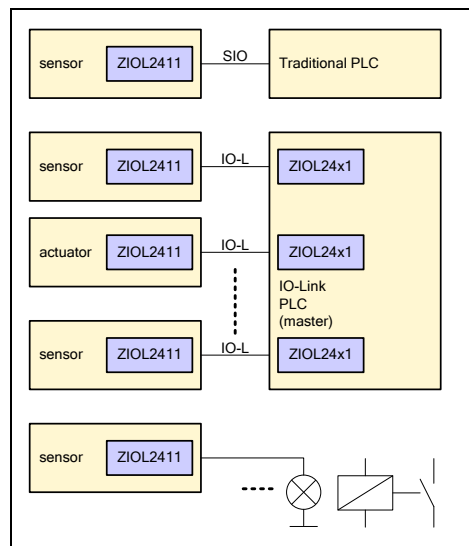 SIO
sensor ZIOL2411 Traditional PLC
IO-L
sensor ZIOL2411 ZIOL24x1
IO-L
actuator ZIOL2411 ZIOL24x1
IO-Link
PLC
(master)
IO-L
sensor ZIOL2411 ZIOL24x1
sensor ZIOL2411